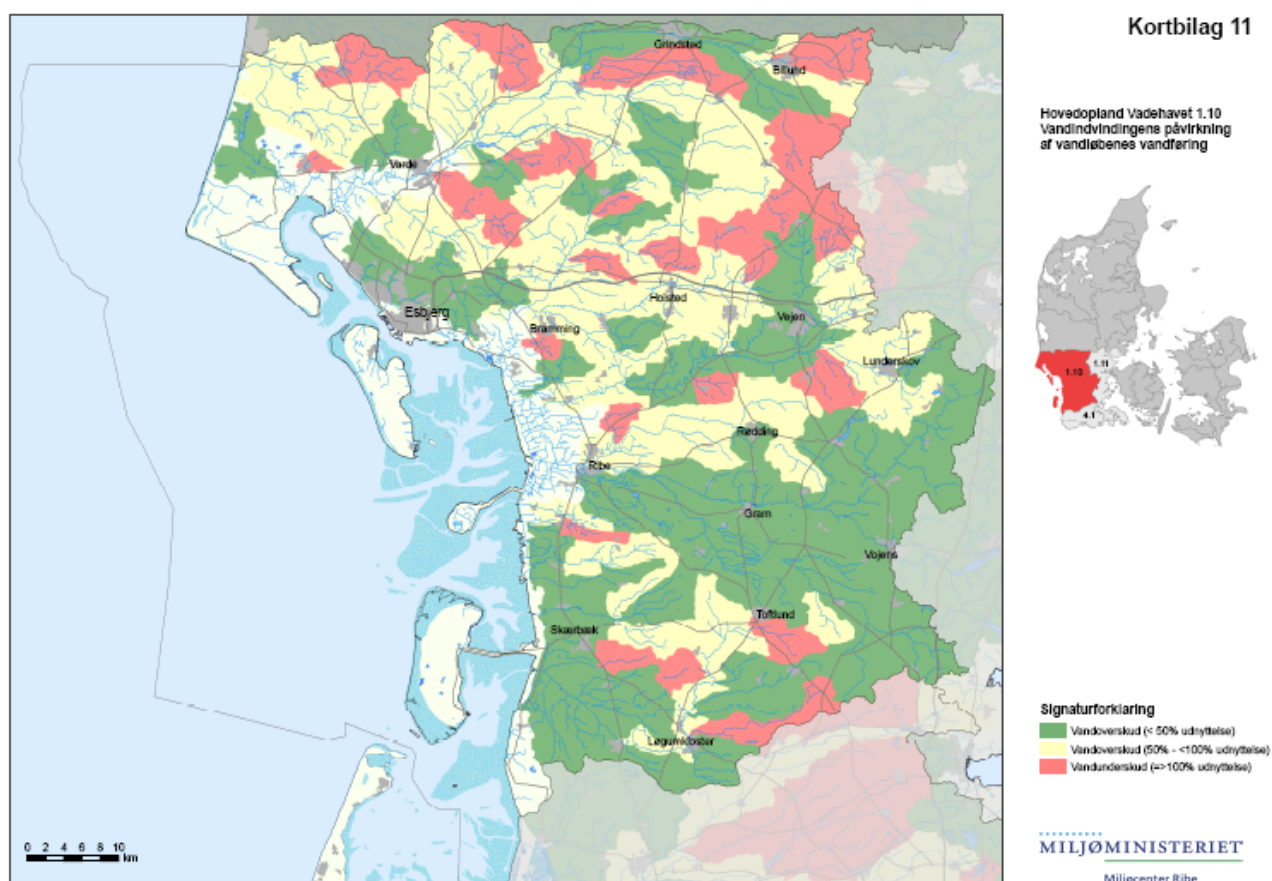 Kortbilag 11
Hovedopland Vadehavet 1.10
Vandindvindingens påvirkning
af vandløbenes vandføring
Grindsted
Billund
Varde
Esbjerg
Holsted
Bramming
Vejen
Lunderskov
Rødding
Ribe
Gram
Vojens
Toftlund
Skærbæk
Løgumkloster
1.10
1.11
4.1
Signaturforklaring
Vandoverskud (< 50% udnyttelse)
Vandoverskud (50% - <100% udnyttelse)
Vandunderskud (=>100% udnyttelse)
0 2 4 6 8 10
km
MILJØMINISTERIET
Miljøcenter Ribe